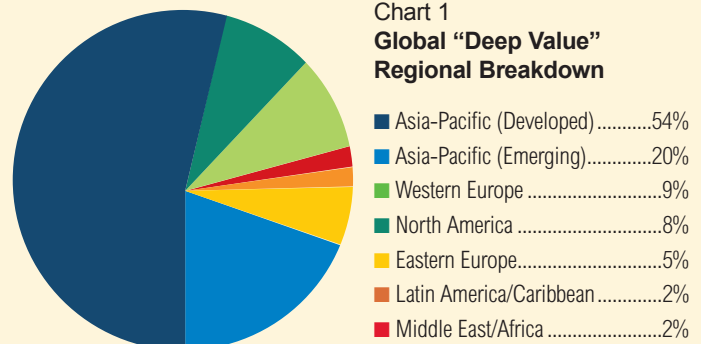 Chart 1
Global “Deep Value”
Regional Breakdown
Asia-Pacific (Developed)...........54%
Asia-Pacific (Emerging).............20%
Western Europe ...........................9%
North America .............................8%
Eastern Europe.............................5%
Latin America/Caribbean.............2%
Middle East/Africa .......................2%